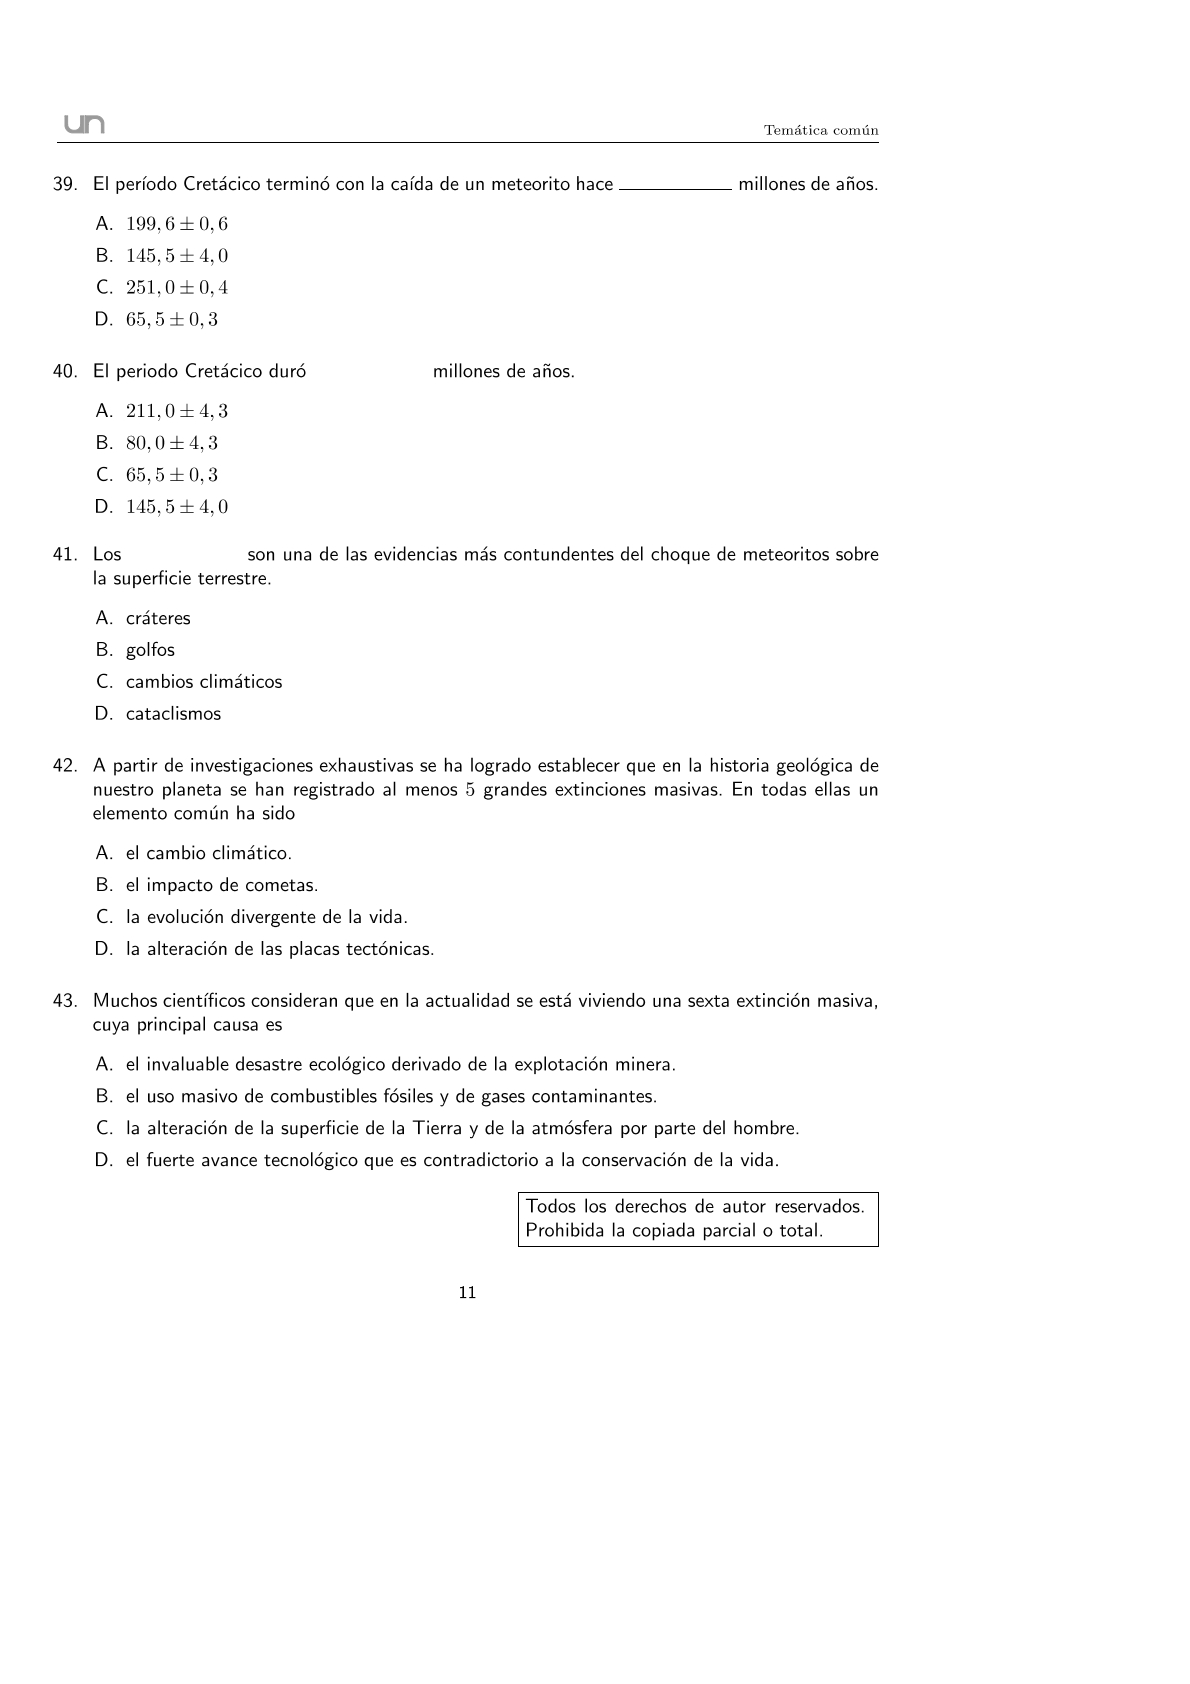 un
Temática común
39. El período Cretácico terminó con la caída de un meteorito hace ___________ millones de años.
A. 199, 6 ± 0, 6
B. 145, 5 ± 4, 0
C. 251, 0 ± 0, 4
D. 65, 5 ± 0, 3
40. El periodo Cretácico duró millones de años.
A. 211, 0 ± 4, 3
B. 80, 0 ± 4, 3
C. 65, 5 ± 0, 3
D. 145, 5 ± 4, 0
41. Los son una de las evidencias más contundentes del choque de meteoritos sobre
la superficie terrestre.
A. cráteres
B. golfos
C. cambios climáticos
D. cataclismos
42. A partir de investigaciones exhaustivas se ha logrado establecer que en la historia geológica de
nuestro planeta se han registrado al menos 5 grandes extinciones masivas. En todas ellas un
elemento común ha sido
A. el cambio climático.
B. el impacto de cometas.
C. la evolución divergente de la vida.
D. la alteración de las placas tectónicas.
43. Muchos científicos consideran que en la actualidad se está viviendo una sexta extinción masiva,
cuya principal causa es
A. el invaluable desastre ecológico derivado de la explotación minera.
B. el uso masivo de combustibles fósiles y de gases contaminantes.
C. la alteración de la superficie de la Tierra y de la atmósfera por parte del hombre.
D. el fuerte avance tecnológico que es contradictorio a la conservación de la vida.
Todos los derechos de autor reservados.
Prohibida la copiada parcial o total.
11